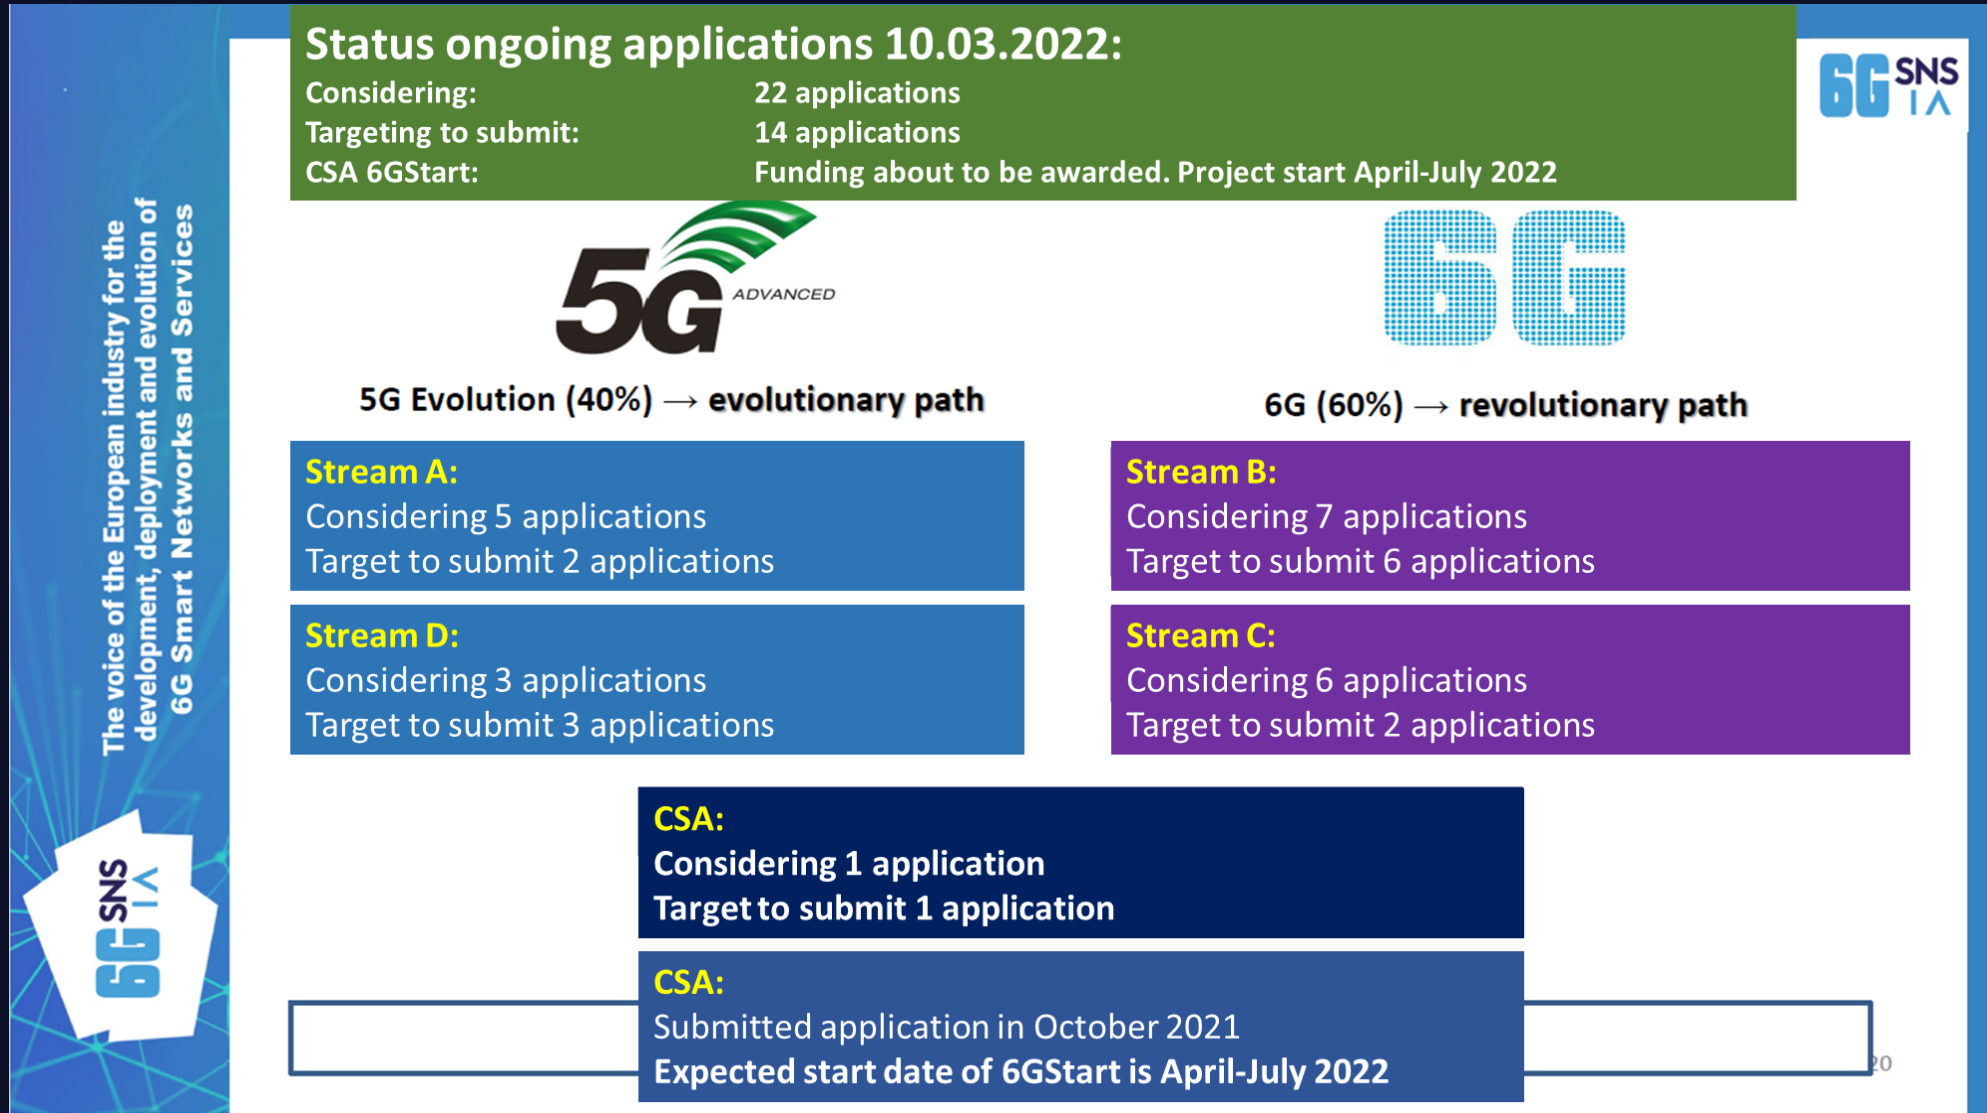 Status ongoing applications 10.03.2022:
Considering: 22 applications
Targeting to submit: 14 applications
CSA 6GStart: Funding about to be awarded. Project start April-July 2022
6G SNS
IA
The voice of the European industry for the
development, deployment and evolution of
6G Smart Networks and Services
5G ADVANCED
6G
5G Evolution (40%) → evolutionary path
6G (60%) → revolutionary path
Stream A:
Considering 5 applications
Target to submit 2 applications
Stream B:
Considering 7 applications
Target to submit 6 applications
Stream D:
Considering 3 applications
Target to submit 3 applications
Stream C:
Considering 6 applications
Target to submit 2 applications
CSA:
Considering 1 application
Target to submit 1 application
CSA:
Submitted application in October 2021
Expected start date of 6GStart is April-July 2022
6G SNS
IA
20